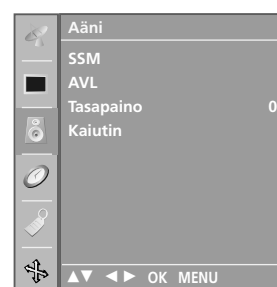 Ääni
SSM
AVL
Tasapaino 0
Kaiutin
▲▼ ◄► OK MENU